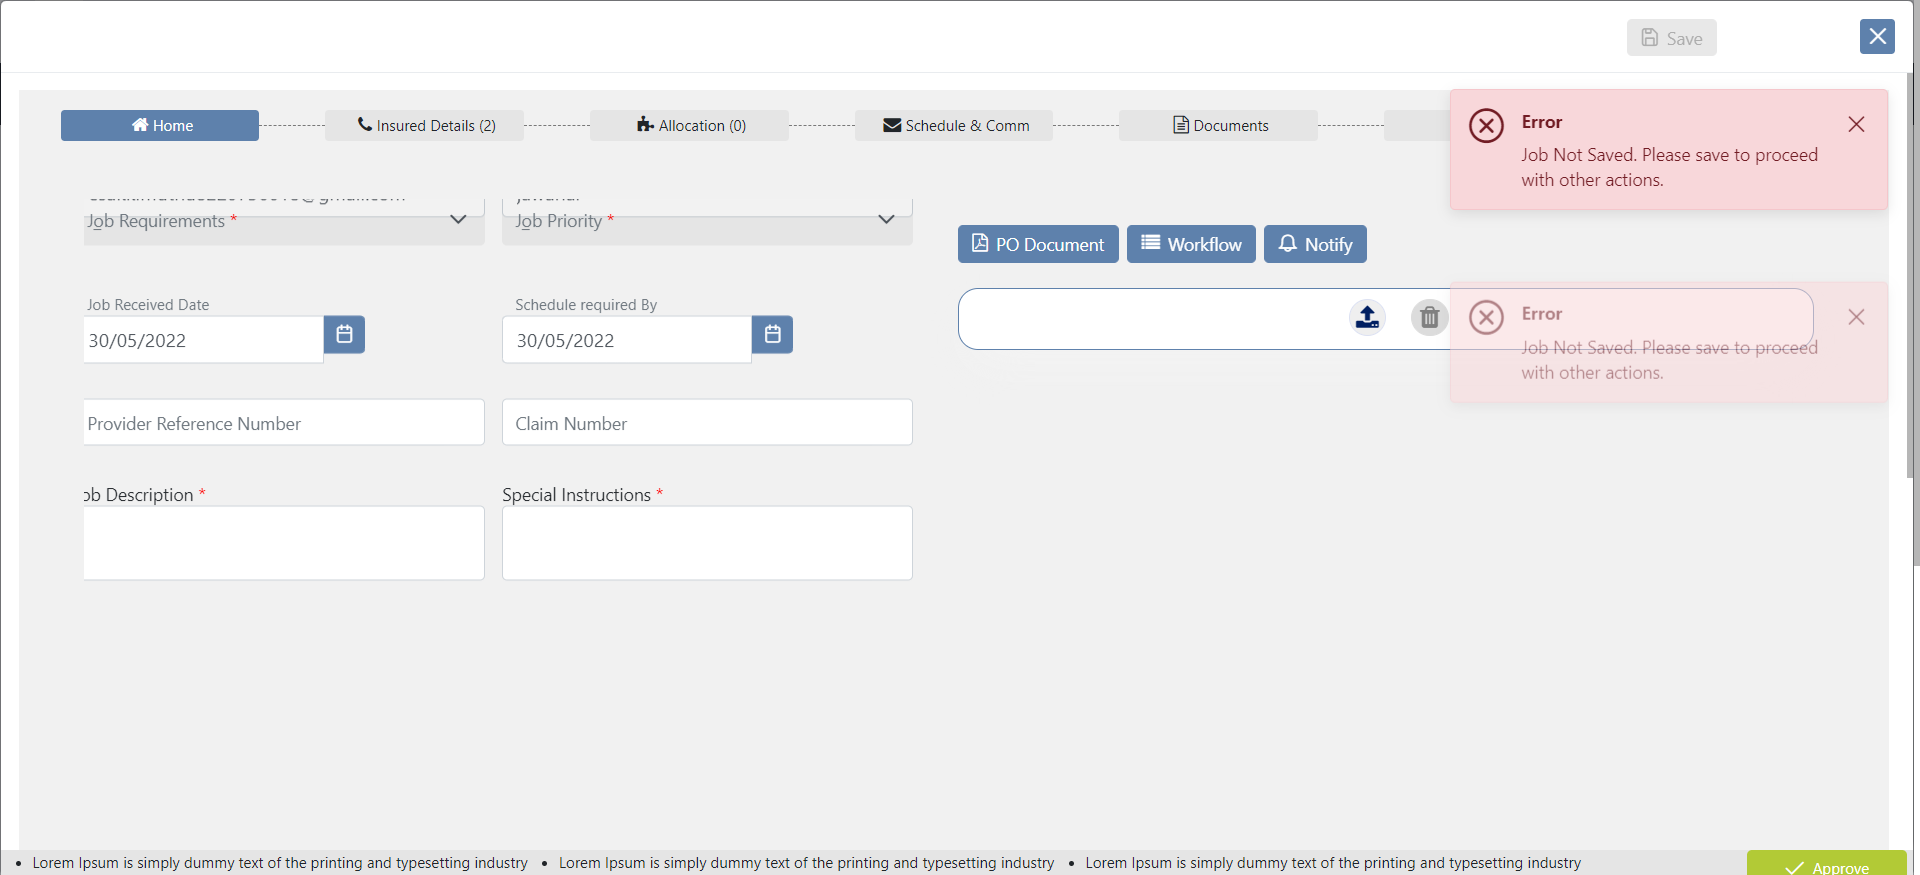 Save
Home
Insured Details (2)
Allocation (0)
Schedule & Comm
Documents
Error
Job Not Saved. Please save to proceed
with other actions.
Job Requirements *
Job Priority *
PO Document
Workflow
Notify
Job Received Date
Schedule required By
30/05/2022
30/05/2022
Error
Job Not Saved. Please save to proceed
with other actions.
Provider Reference Number
Claim Number
ob Description *
Special Instructions *
• Lorem Ipsum is simply dummy text of the printing and typesetting industry • Lorem Ipsum is simply dummy text of the printing and typesetting industry • Lorem Ipsum is simply dummy text of the printing and typesetting industry
Approve